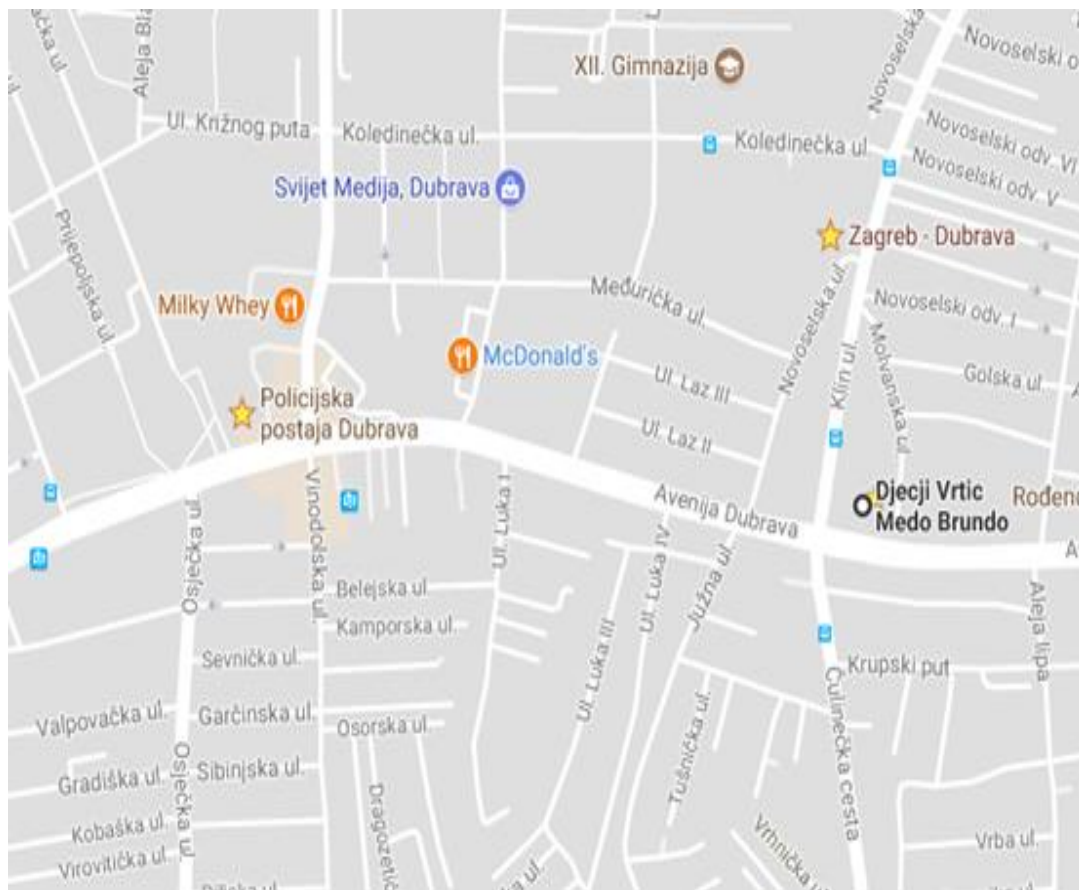 Aleja
Novoselska
Novoselski
XII. Gimnazija
Ul. Križnog puta
Koledinečka ul.
Koledinečka ul
Novoselski odv. VI
Novoselski odv. V
Svijet Medija, Dubrava
Prijepoljska ul
Zagreb - Dubrava
Milky Whey
Međurička ul.
Novoselska ul.
Novoselski odv. I
McDonald's
Ul. Laz III
Klin ul.
Molvanska ul
Golska ul
Policijska
postaja Dubrava
Ul. Laz II
Vinodolska ul.
Ul. Luka I
Avenija Dubrava
Djecji Vrtic
Medo Brundo
Osječka ul
Belejska ul
Ul. Luka IV
Južna ul.
Kamporska ul.
Ul. Luka III
Aleja lipa
Sevnička ul.
Krupski put
Valpovačka ul.
Garčinska ul.
Osorska ul
Tušnička ul.
Čulinečka cesta
Gradiška ul.
Osječka ul
Sibinjska ul.
Kobaška ul.
Virovitička ul.
Vrhnička ul.
Vrba ul.